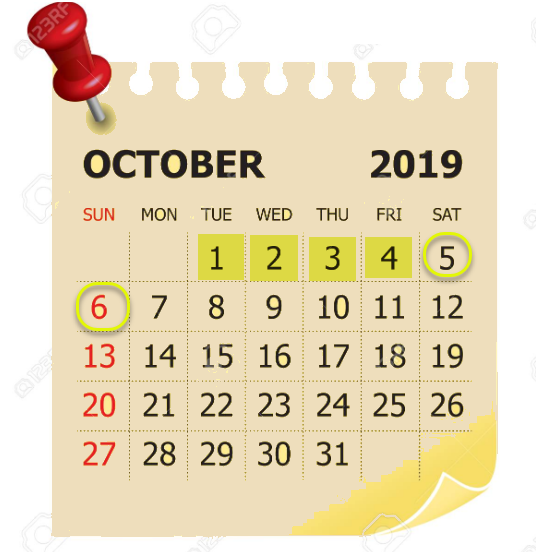 OCTOBER 2019
SUN MON TUE WED THU FRI SAT
1 2 3 4 5
6 7 8 9 10 11 12
13 14 15 16 17 18 19
20 21 22 23 24 25 26
27 28 29 30 31
123RF